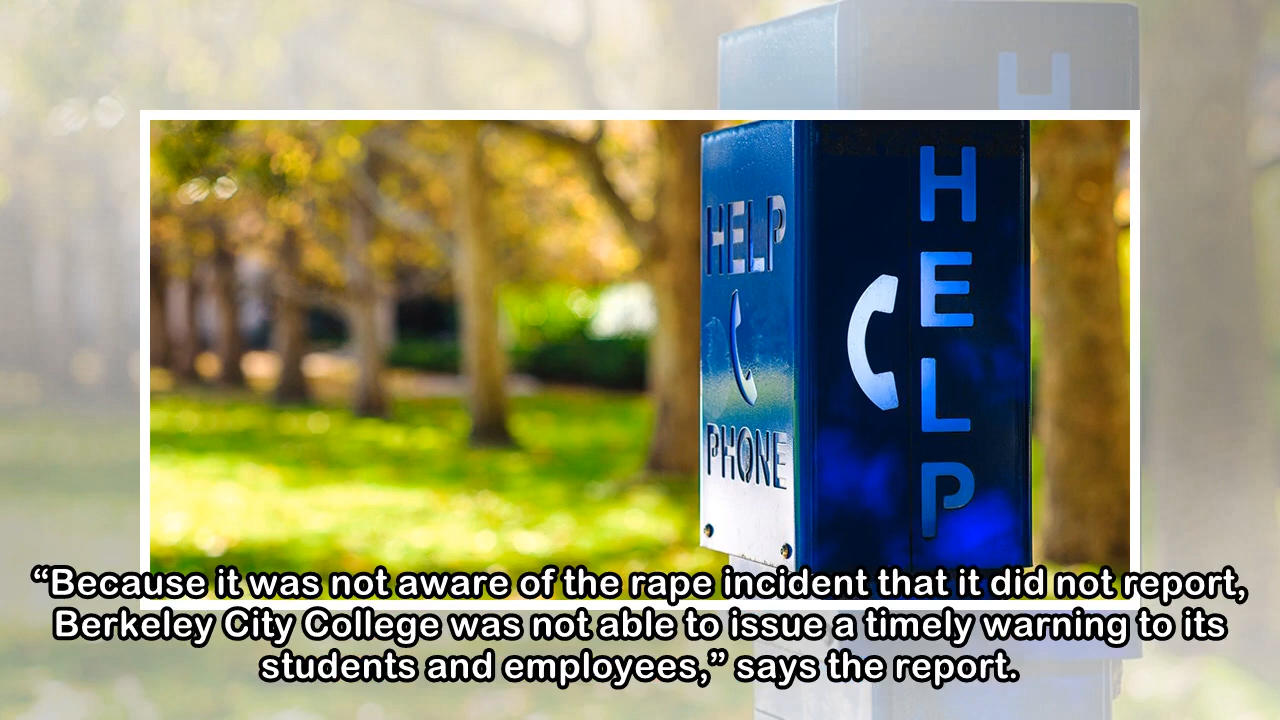 H
HELP
PHONE
H
E
L
P
“Because it was not aware of the rape incident that it did not report,
Berkeley City College was not able to issue a timely warning to its
students and employees,” says the report.